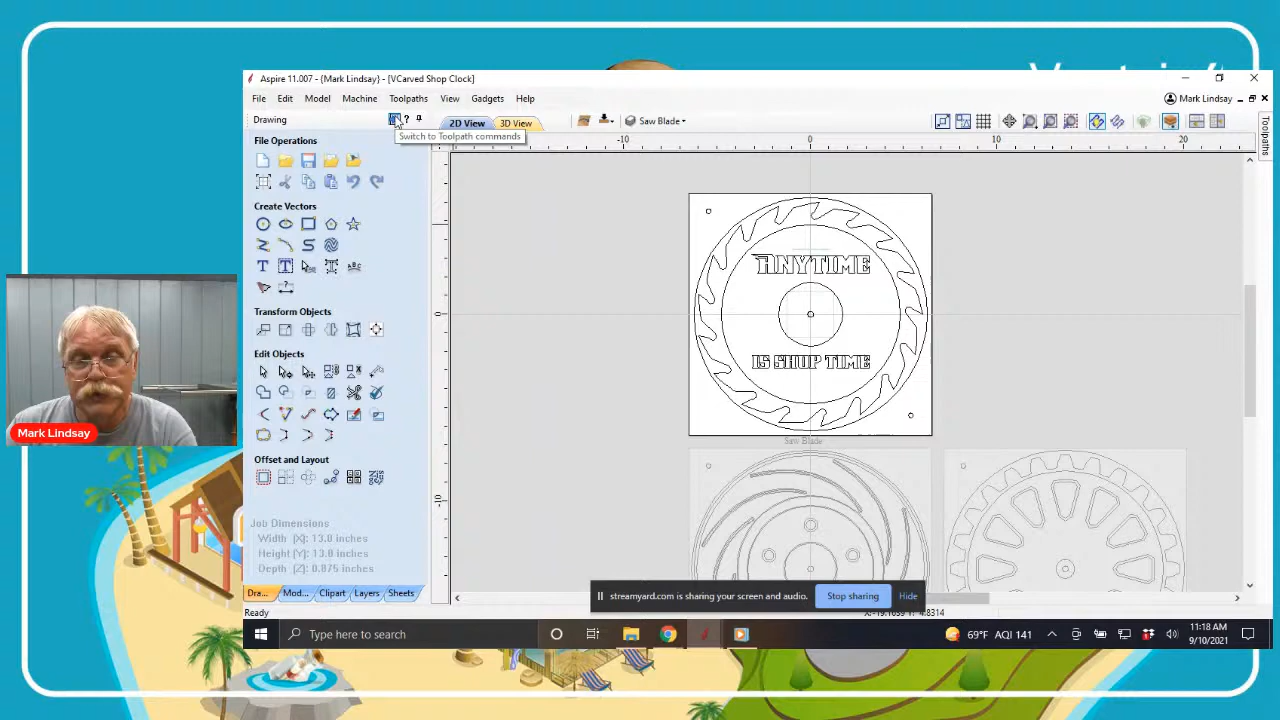 Aspire 11.007 - {Mark Lindsay} - [VCarved Shop Clock]
File Edit Model Machine Toolpaths View Gadgets Help
Mark Lindsay
Drawing
2D View 3D View
Saw Blade
Switch to Toolpath commands
Toolpaths
File Operations
Create Vectors
Transform Objects
Edit Objects
Offset and Layout
Job Dimensions
Width (X): 13.0 inches
Height (Y): 13.0 inches
Depth (Z): 0.875 inches
Dra... Mod... Clipart Layers Sheets
Ready
-10 0 10 20
0
-10
ANYTIME
IS SHOP TIME
Saw Blade
streamyard.com is sharing your screen and audio. Stop sharing Hide
Type here to search
69°F AQI 141
11:18 AM
9/10/2021
Mark Lindsay